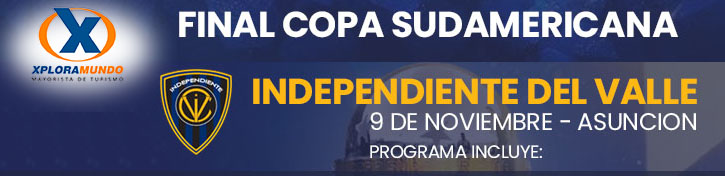 X
XPLORAMUNDO
MAYORISTA DE TURISMO
FINAL COPA SUDAMERICANA
INDEPENDIENTE
INDEPENDIENTE DEL VALLE
9 DE NOVIEMBRE - ASUNCION
PROGRAMA INCLUYE: